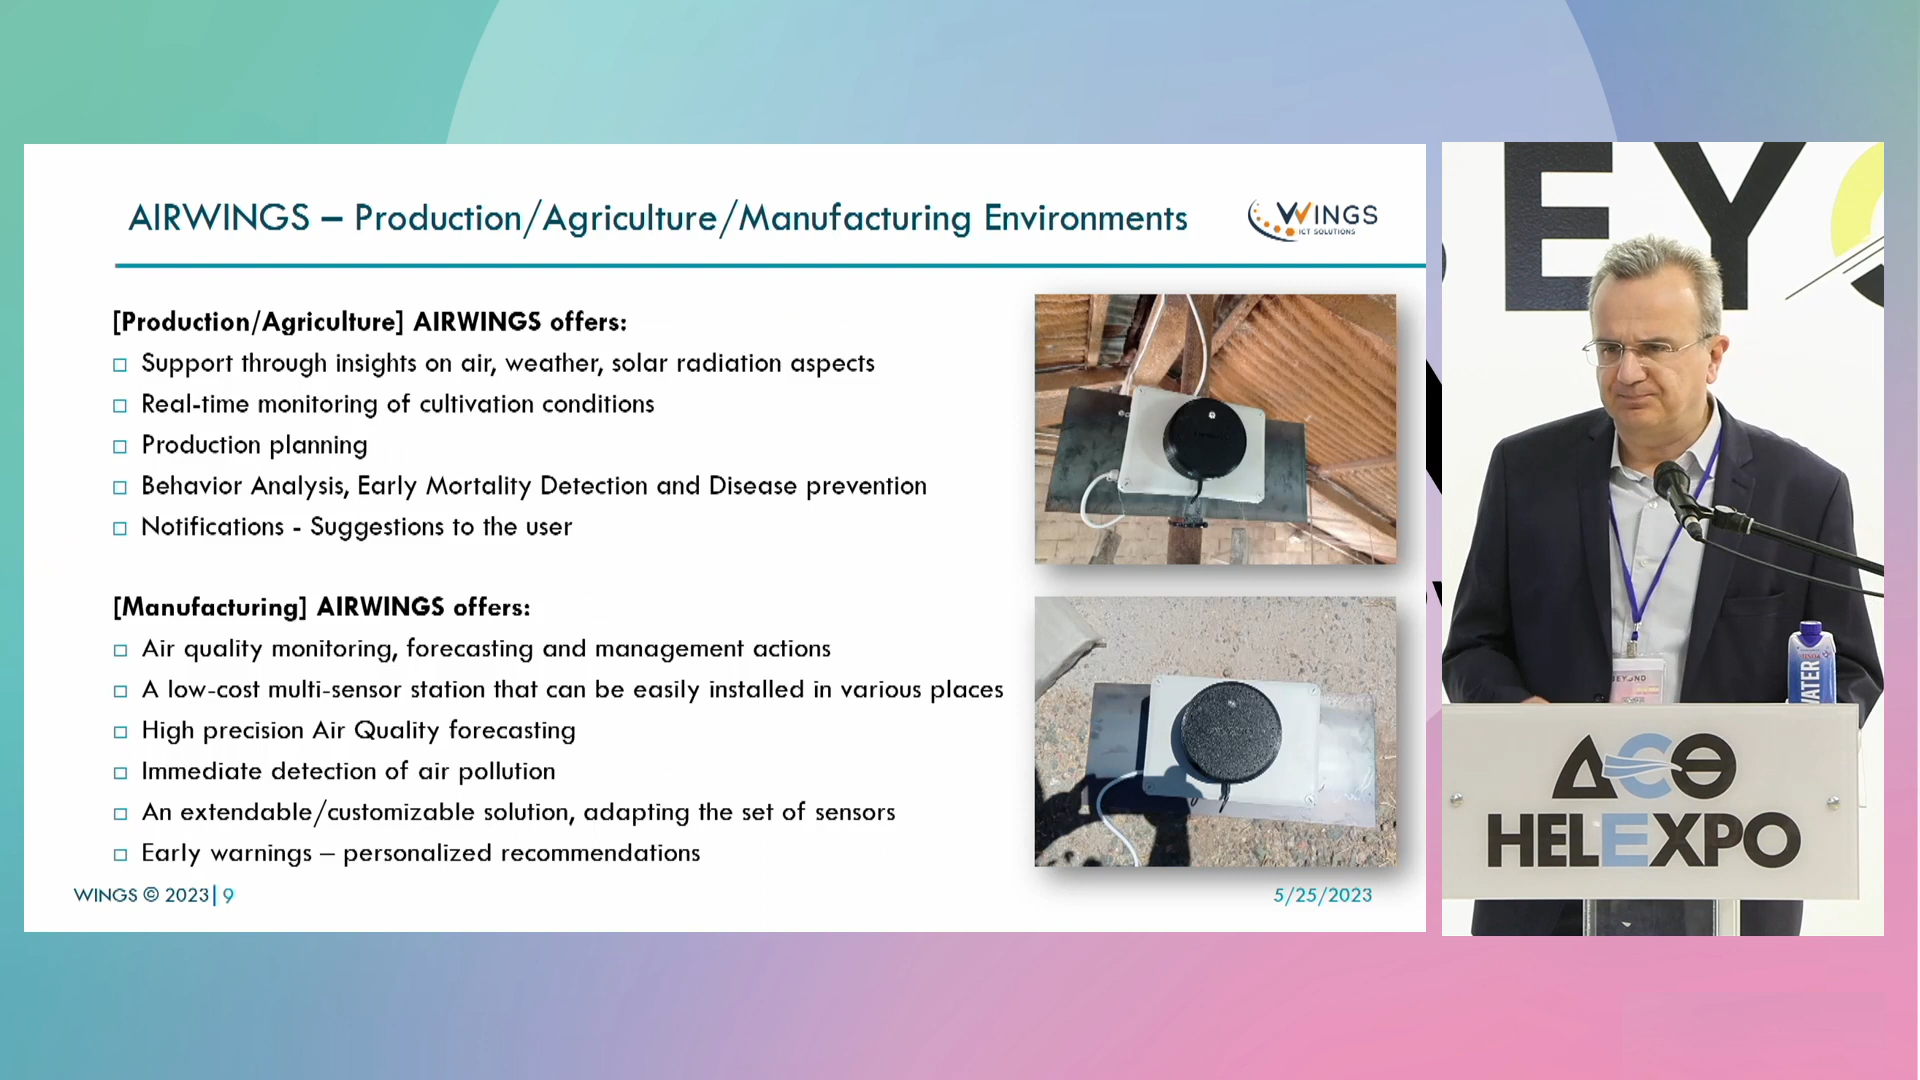 AIRWINGS – Production/Agriculture/Manufacturing Environments
WINGS
ICT SOLUTIONS
[Production/Agriculture] AIRWINGS offers:
Support through insights on air, weather, solar radiation aspects
Real-time monitoring of cultivation conditions
Production planning
Behavior Analysis, Early Mortality Detection and Disease prevention
Notifications - Suggestions to the user
[Manufacturing] AIRWINGS offers:
Air quality monitoring, forecasting and management actions
A low-cost multi-sensor station that can be easily installed in various places
High precision Air Quality forecasting
Immediate detection of air pollution
An extendable/customizable solution, adapting the set of sensors
Early warnings – personalized recommendations
WINGS © 2023| 9
5/25/2023
EYO
BEYOND
WATER
ΔΕΘ
HELEXPO